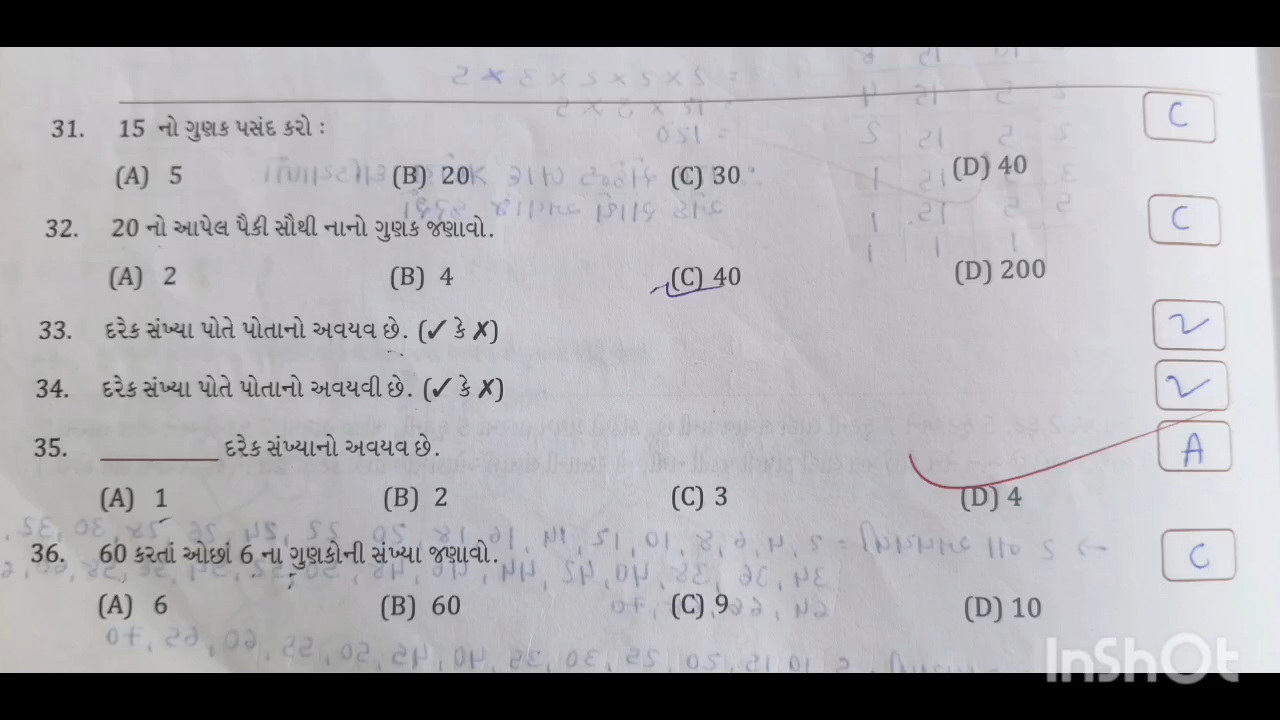 31. 15 નો ગુણક પસંદ કરો :
C
(A) 5 (B) 20 (C) 30 (D) 40
32. 20 નો આપેલ પૈકી સૌથી નાનો ગુણક જણાવો.
C
(A) 2 (B) 4 (C) 40 (D) 200
33. દરેક સંખ્યા પોતે પોતાનો અવયવ છે. (✓ કે ✗)
✓
34. દરેક સંખ્યા પોતે પોતાનો અવયવી છે. (✓ કે ✗)
✓
35. ________ દરેક સંખ્યાનો અવયવ છે.
A
(A) 1 (B) 2 (C) 3 (D) 4
36. 60 કરતાં ઓછાં 6 ના ગુણકોની સંખ્યા જણાવો.
C
(A) 6 (B) 60 (C) 9 (D) 10
InShOt